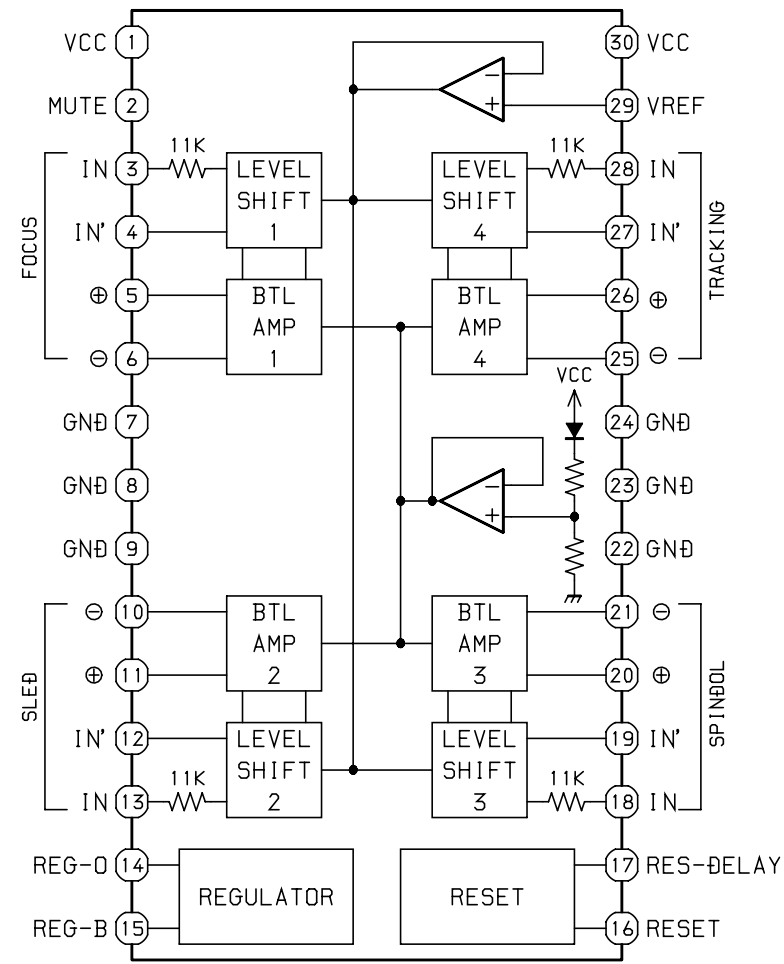 VCC 1 30 VCC
MUTE 2 29 VREF
− +
11K 11K
FOCUS TRACKING
IN 3 LEVEL SHIFT 1 LEVEL SHIFT 4 28 IN
IN' 4 27 IN'
⊕ 5 BTL AMP 1 BTL AMP 4 26 ⊕
⊖ 6 25 ⊖
VCC
GND 7 24 GND
GND 8 23 GND
− +
GND 9 22 GND
SLED SPINDOL
⊖ 10 BTL AMP 2 BTL AMP 3 21 ⊖
⊕ 11 20 ⊕
IN' 12 LEVEL SHIFT 2 LEVEL SHIFT 3 19 IN'
11K 11K
IN 13 18 IN
REG-O 14 REGULATOR RESET 17 RES-DELAY
REG-B 15 16 RESET